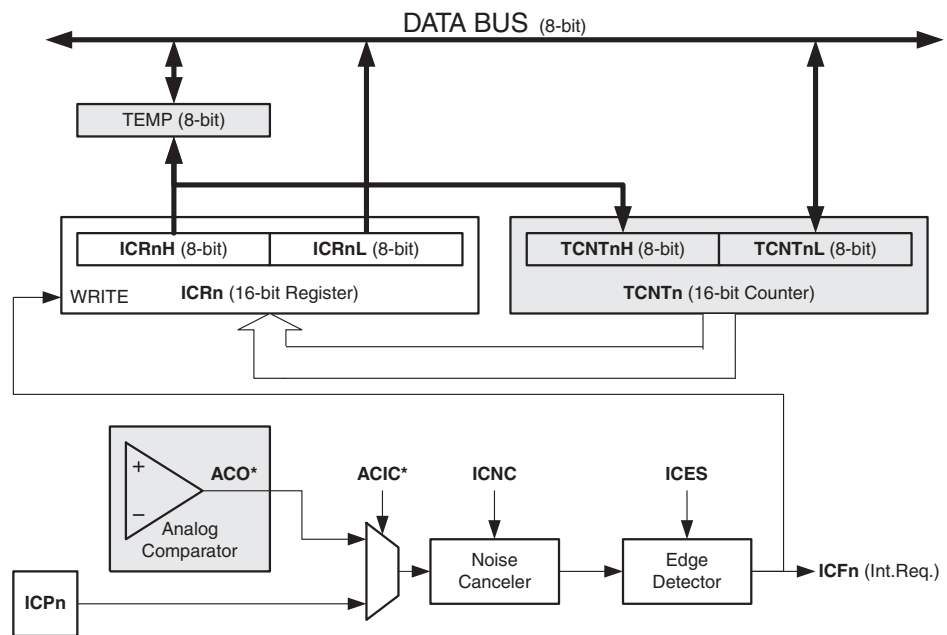 DATA BUS (8-bit)
TEMP (8-bit)
ICRnH (8-bit)
ICRnL (8-bit)
TCNTnH (8-bit)
TCNTnL (8-bit)
WRITE
ICRn (16-bit Register)
TCNTn (16-bit Counter)
+
−
ACO*
Analog
Comparator
ACIC*
ICNC
ICES
Noise
Canceler
Edge
Detector
ICFn (Int.Req.)
ICPn